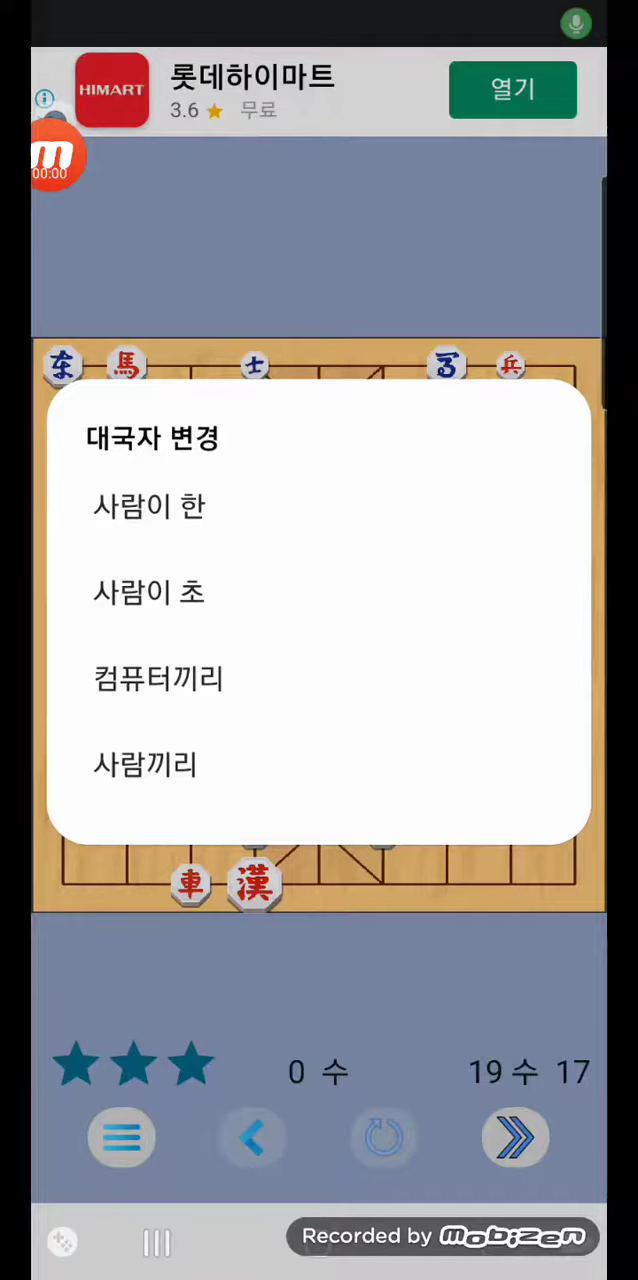 HIMART
롯데하이마트
열기
3.6 ★ 무료
00:00
馬
士
兵
대국자 변경
사람이 한
사람이 초
컴퓨터끼리
사람끼리
車 漢
0 수
19 수 17
Recorded by mobizen